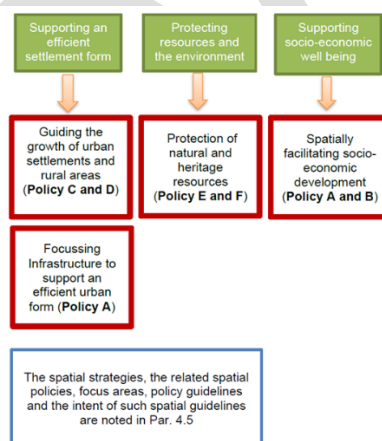 Supporting an
efficient
settlement form
Protecting
resources and
the environment
Supporting
socio-economic
well being
Guiding the
growth of urban
settlements and
rural areas
(Policy C and D)
Protection of
natural and
heritage
resources
(Policy E and F)
Spatially
facilitating socio-
economic
development
(Policy A and B)
Focussing
Infrastructure to
support an
efficient urban
form (Policy A)
The spatial strategies, the related spatial
policies, focus areas, policy guidelines
and the intent of such spatial guidelines
are noted in Par. 4.5